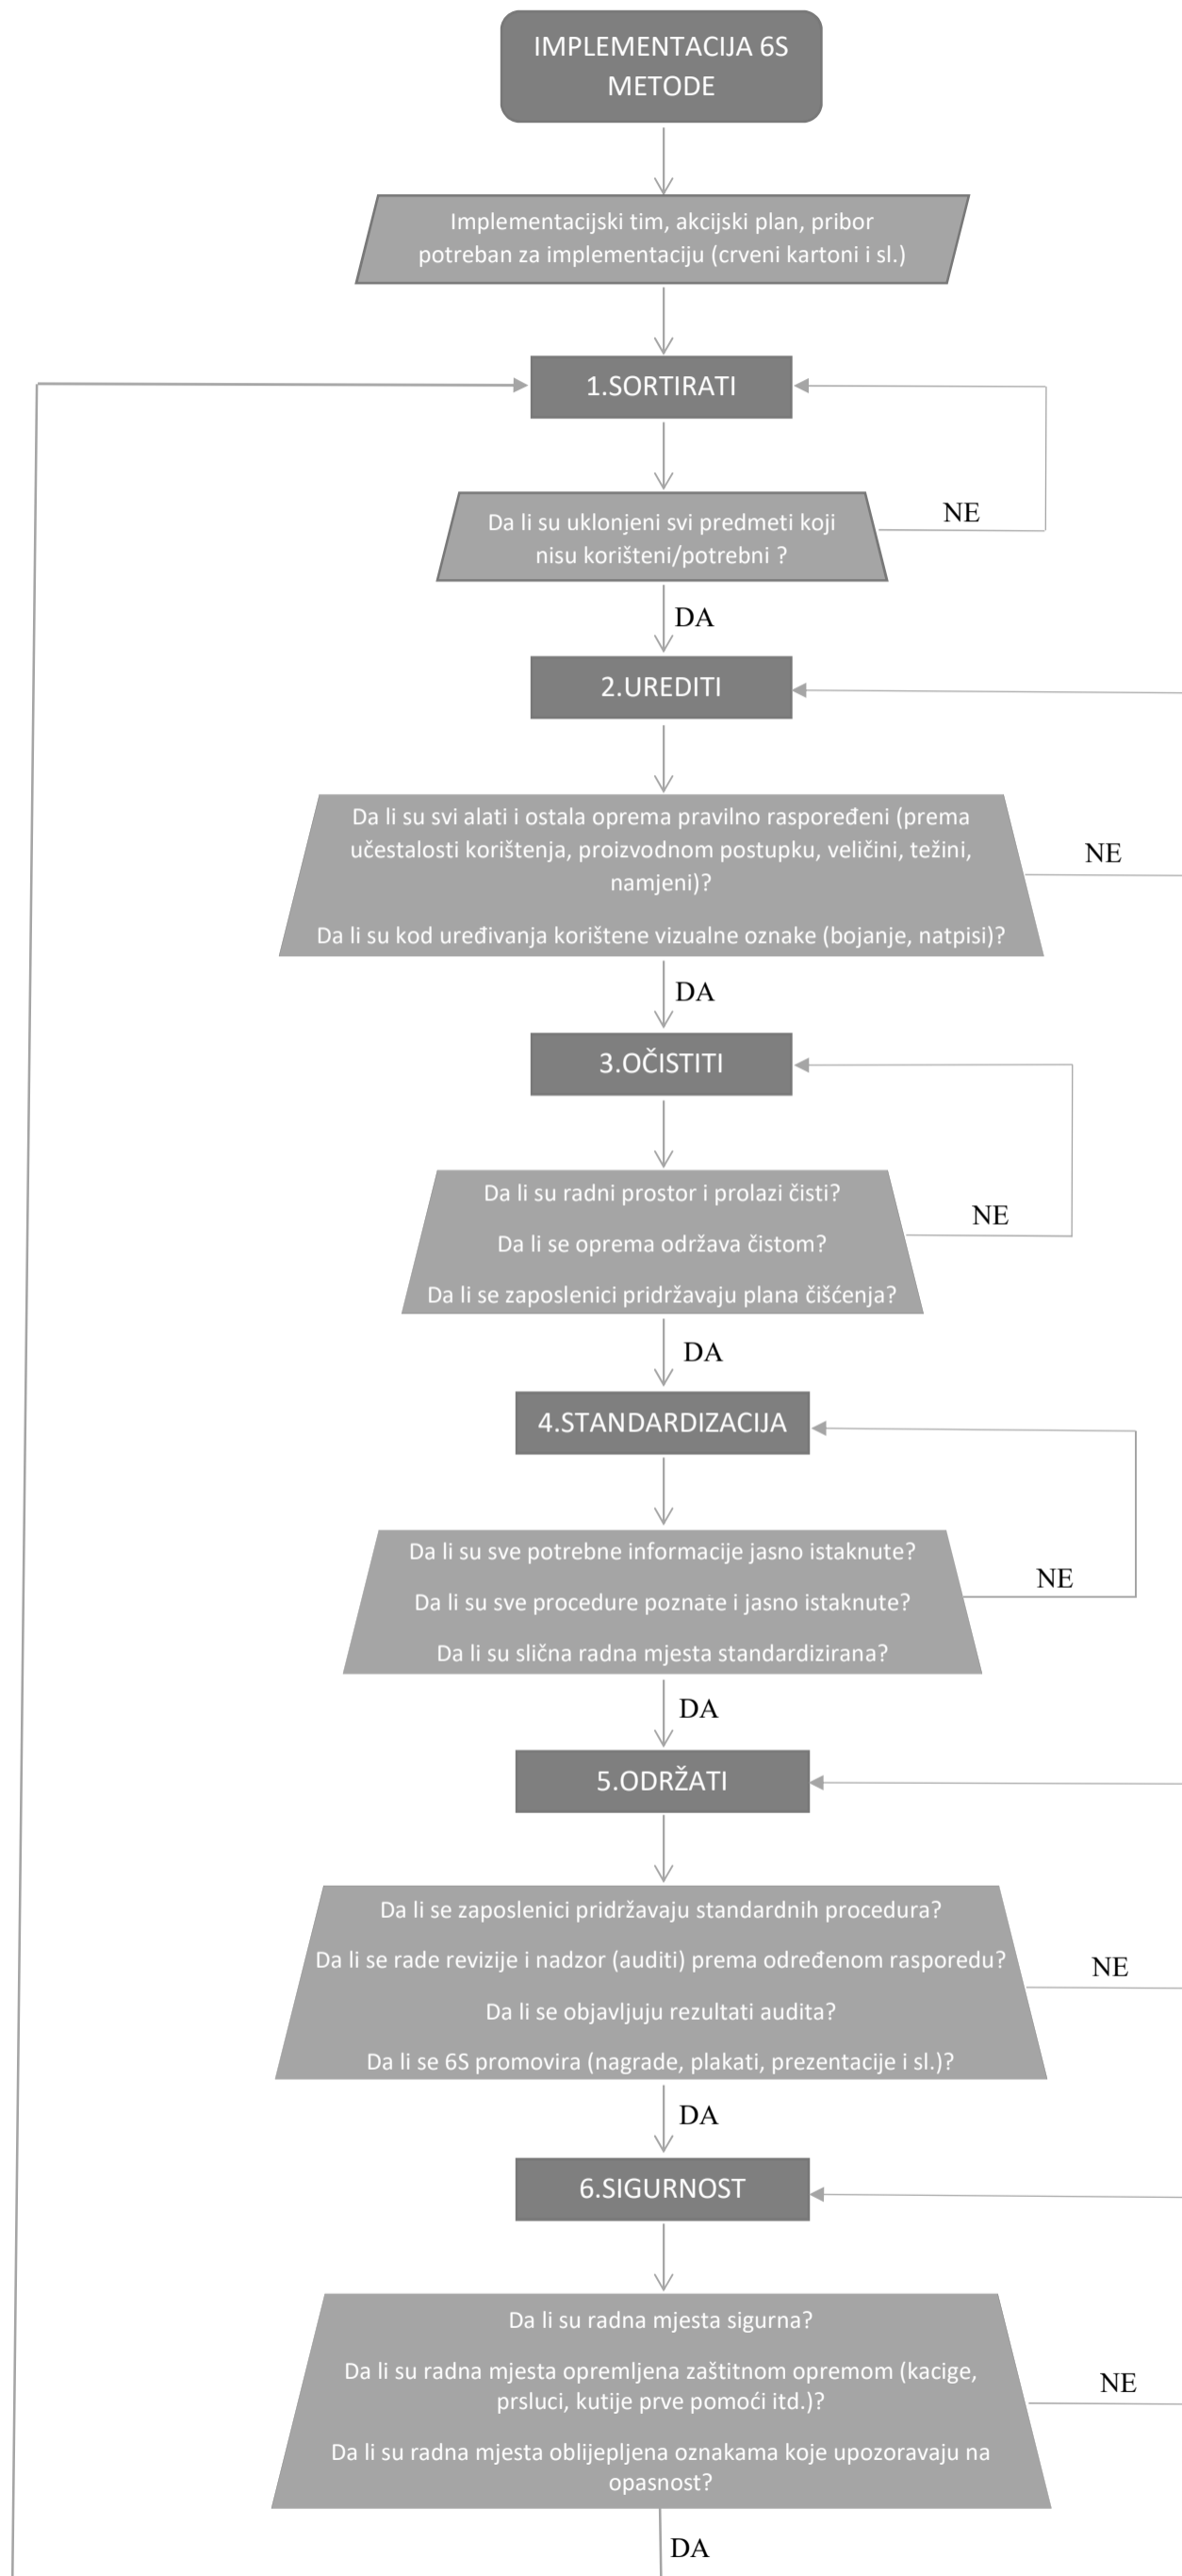 IMPLEMENTACIJA 6S
METODE
Implementacijski tim, akcijski plan, pribor
potreban za implementaciju (crveni kartoni i sl.)
1.SORTIRATI
Da li su uklonjeni svi predmeti koji
nisu korišteni/potrebni ?
NE
DA
2.UREDITI
Da li su svi alati i ostala oprema pravilno raspoređeni (prema
učestalosti korištenja, proizvodnom postupku, veličini, težini,
namjeni)?
Da li su kod uređivanja korištene vizualne oznake (bojanje, natpisi)?
NE
DA
3.OČISTITI
Da li su radni prostor i prolazi čisti?
Da li se oprema održava čistom?
Da li se zaposlenici pridržavaju plana čišćenja?
NE
DA
4.STANDARDIZACIJA
Da li su sve potrebne informacije jasno istaknute?
Da li su sve procedure poznate i jasno istaknute?
Da li su slična radna mjesta standardizirana?
NE
DA
5.ODRŽATI
Da li se zaposlenici pridržavaju standardnih procedura?
Da li se rade revizije i nadzor (auditi) prema određenom rasporedu?
Da li se objavljuju rezultati audita?
Da li se 6S promovira (nagrade, plakati, prezentacije i sl.)?
NE
DA
6.SIGURNOST
Da li su radna mjesta sigurna?
Da li su radna mjesta opremljena zaštitnom opremom (kacige,
prsluci, kutije prve pomoći itd.)?
Da li su radna mjesta oblijepljena oznakama koje upozoravaju na
opasnost?
NE
DA